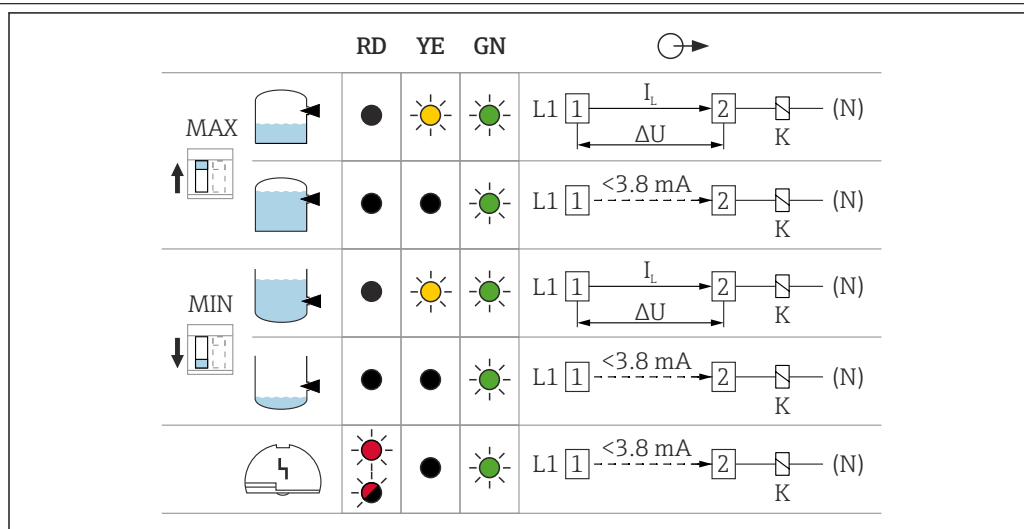 RD YE GN
MAX
L1 1 I_L 2 (N)
ΔU K
L1 1 <3.8 mA 2 (N)
K
MIN
L1 1 I_L 2 (N)
ΔU K
L1 1 <3.8 mA 2 (N)
K
L1 1 <3.8 mA 2 (N)
K